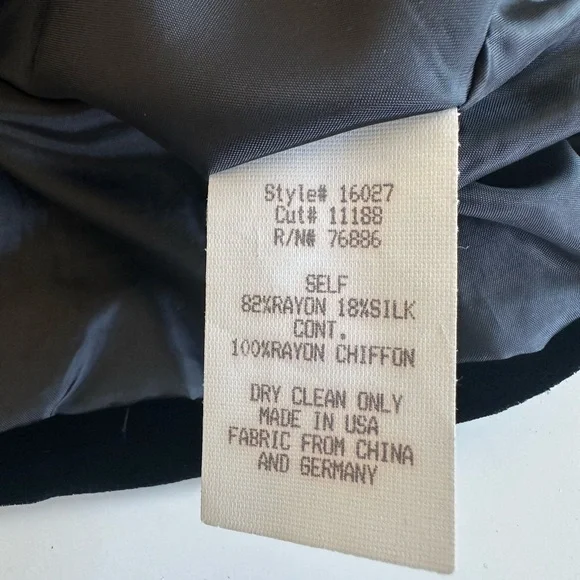 Style# 16027
Cut# 11188
R/N# 76886
SELF
82%RAYON 18%SILK
CONT.
100%RAYON CHIFFON
DRY CLEAN ONLY
MADE IN USA
FABRIC FROM CHINA
AND GERMANY